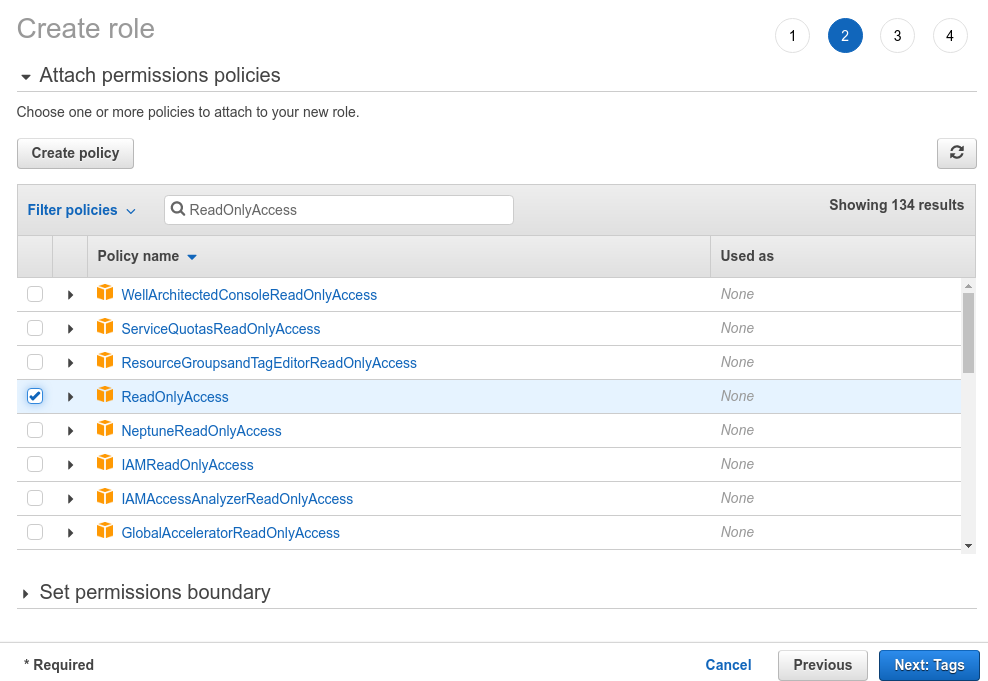 Create role
1 2 3 4
Attach permissions policies
Choose one or more policies to attach to your new role.
Create policy
Filter policies ReadOnlyAccess Showing 134 results
Policy name Used as
WellArchitectedConsoleReadOnlyAccess None
ServiceQuotasReadOnlyAccess None
ResourceGroupsandTagEditorReadOnlyAccess None
ReadOnlyAccess None
NeptuneReadOnlyAccess None
IAMReadOnlyAccess None
IAMAccessAnalyzerReadOnlyAccess None
GlobalAcceleratorReadOnlyAccess None
Set permissions boundary
* Required Cancel Previous Next: Tags